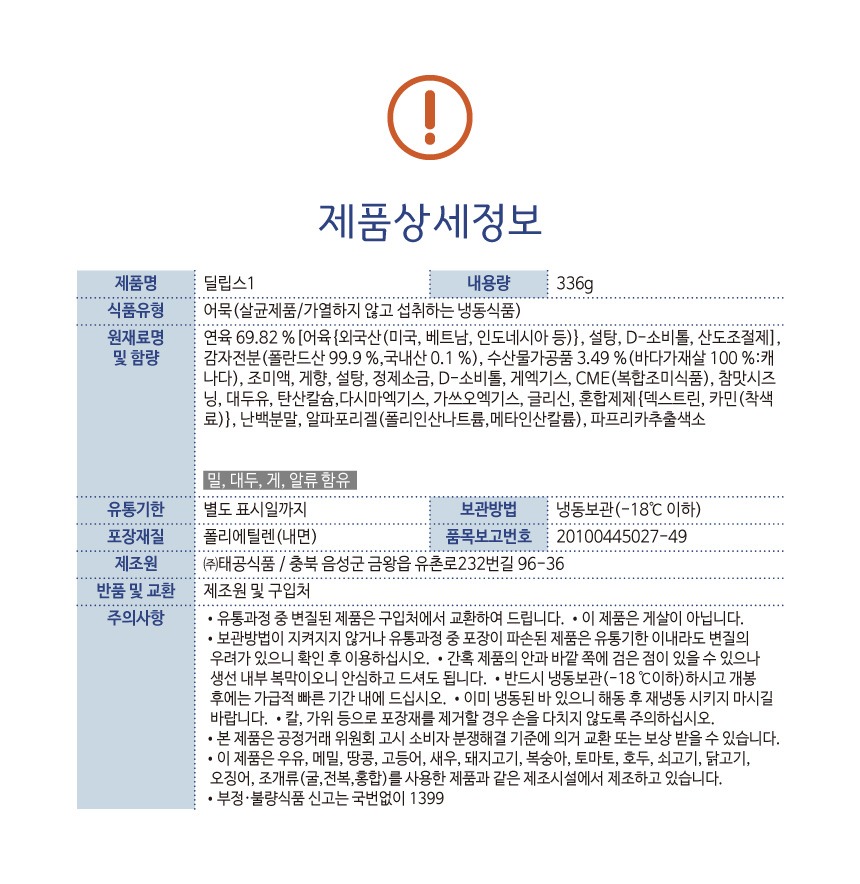 제품상세정보
제품명 딜립스1 내용량 336g
식품유형 어묵(살균제품/가열하지 않고 섭취하는 냉동식품)
원재료명 연육 69.82 %[어육{외국산(미국, 베트남, 인도네시아 등)}, 설탕, D-소비톨, 산도조절제],
및 함량 감자전분(폴란드산 99.9 %,국내산 0.1 %), 수산물가공품 3.49 %(바다가재살 100 %:캐
나다), 조미액, 게향, 설탕, 정제소금, D-소비톨, 게엑기스, CME(복합조미식품), 참맛시즈
닝, 대두유, 탄산칼슘,다시마엑기스, 가쓰오엑기스, 글리신, 혼합제제{덱스트린, 카민(착색
료)}, 난백분말, 알파포리겔(폴리인산나트륨,메타인산칼륨), 파프리카추출색소
밀, 대두, 게, 알류 함유
유통기한 별도 표시일까지 보관방법 냉동보관(-18℃ 이하)
포장재질 폴리에틸렌(내면) 품목보고번호 20100445027-49
제조원 ㈜태공식품 / 충북 음성군 금왕읍 유촌로232번길 96-36
반품 및 교환 제조원 및 구입처
주의사항 • 유통과정 중 변질된 제품은 구입처에서 교환하여 드립니다. • 이 제품은 게살이 아닙니다.
• 보관방법이 지켜지지 않거나 유통과정 중 포장이 파손된 제품은 유통기한 이내라도 변질의
우려가 있으니 확인 후 이용하십시오. • 간혹 제품의 안과 바깥 쪽에 검은 점이 있을 수 있으나
생선 내부 복막이오니 안심하고 드셔도 됩니다. • 반드시 냉동보관(-18 ℃이하)하시고 개봉
후에는 가급적 빠른 기간 내에 드십시오. • 이미 냉동된 바 있으니 해동 후 재냉동 시키지 마시길
바랍니다. • 칼, 가위 등으로 포장재를 제거할 경우 손을 다치지 않도록 주의하십시오.
• 본 제품은 공정거래 위원회 고시 소비자 분쟁해결 기준에 의거 교환 또는 보상 받을 수 있습니다.
• 이 제품은 우유, 메밀, 땅콩, 고등어, 새우, 돼지고기, 복숭아, 토마토, 호두, 쇠고기, 닭고기,
오징어, 조개류(굴,전복,홍합)를 사용한 제품과 같은 제조시설에서 제조하고 있습니다.
• 부정·불량식품 신고는 국번없이 1399